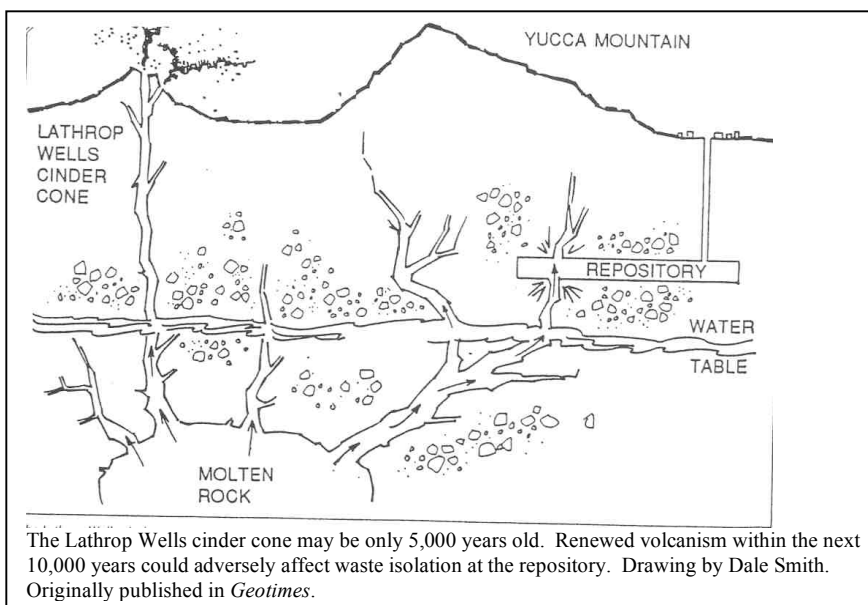 YUCCA MOUNTAIN
LATHROP
WELLS
CINDER
CONE
REPOSITORY
WATER
TABLE
MOLTEN
ROCK
The Lathrop Wells cinder cone may be only 5,000 years old. Renewed volcanism within the next
10,000 years could adversely affect waste isolation at the repository. Drawing by Dale Smith.
Originally published in Geotimes.